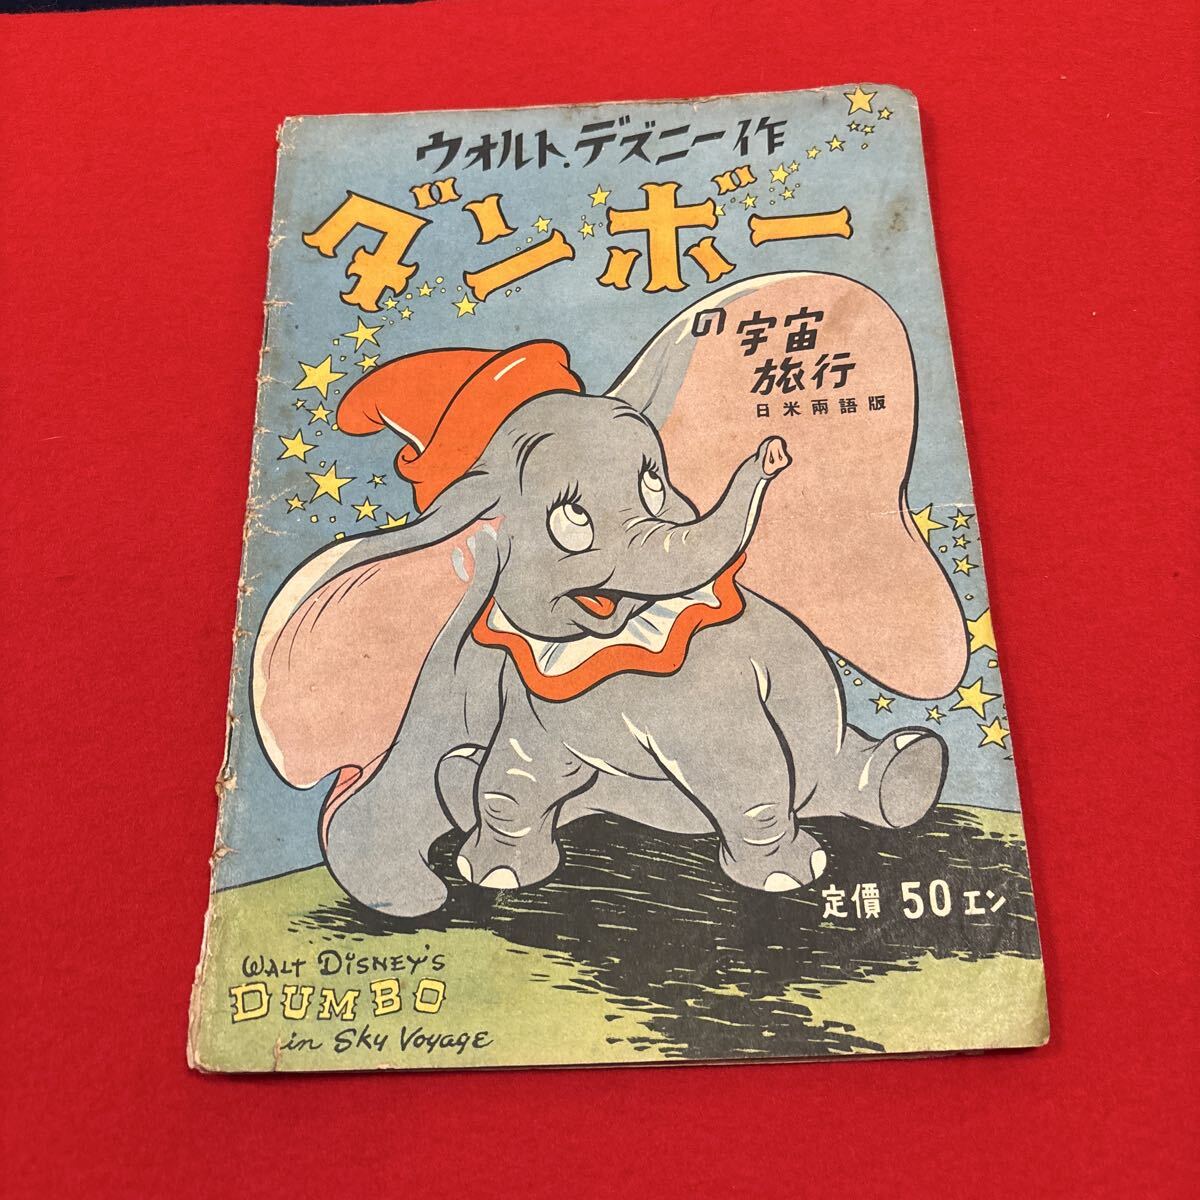 ウォルト.デズニー作
ダンボー
の宇宙
旅行
日米両語版
定價 50エン
WALT DISNEY'S
DUMBO
in Sky Voyage